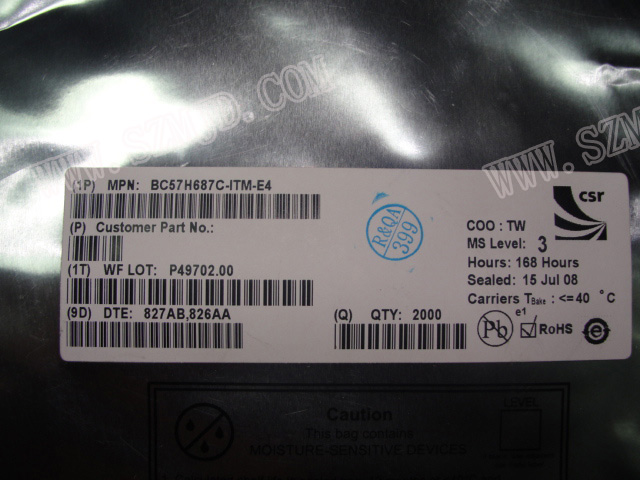 WWW.SZMCD.COM
WWW.SZM
(1P) MPN: BC57H687C-ITM-E4
csr
(P) Customer Part No.:
R&QA
399
COO : TW
MS Level: 3
(1T) WF LOT: P49702.00
Hours: 168 Hours
Sealed: 15 Jul 08
Carriers TBake : <=40 °C
(9D) DTE: 827AB,826AA
(Q) QTY: 2000
e1
Pb
RoHS
e
Caution
This bag contains
MOISTURE-SENSITIVE DEVICES
LEVEL